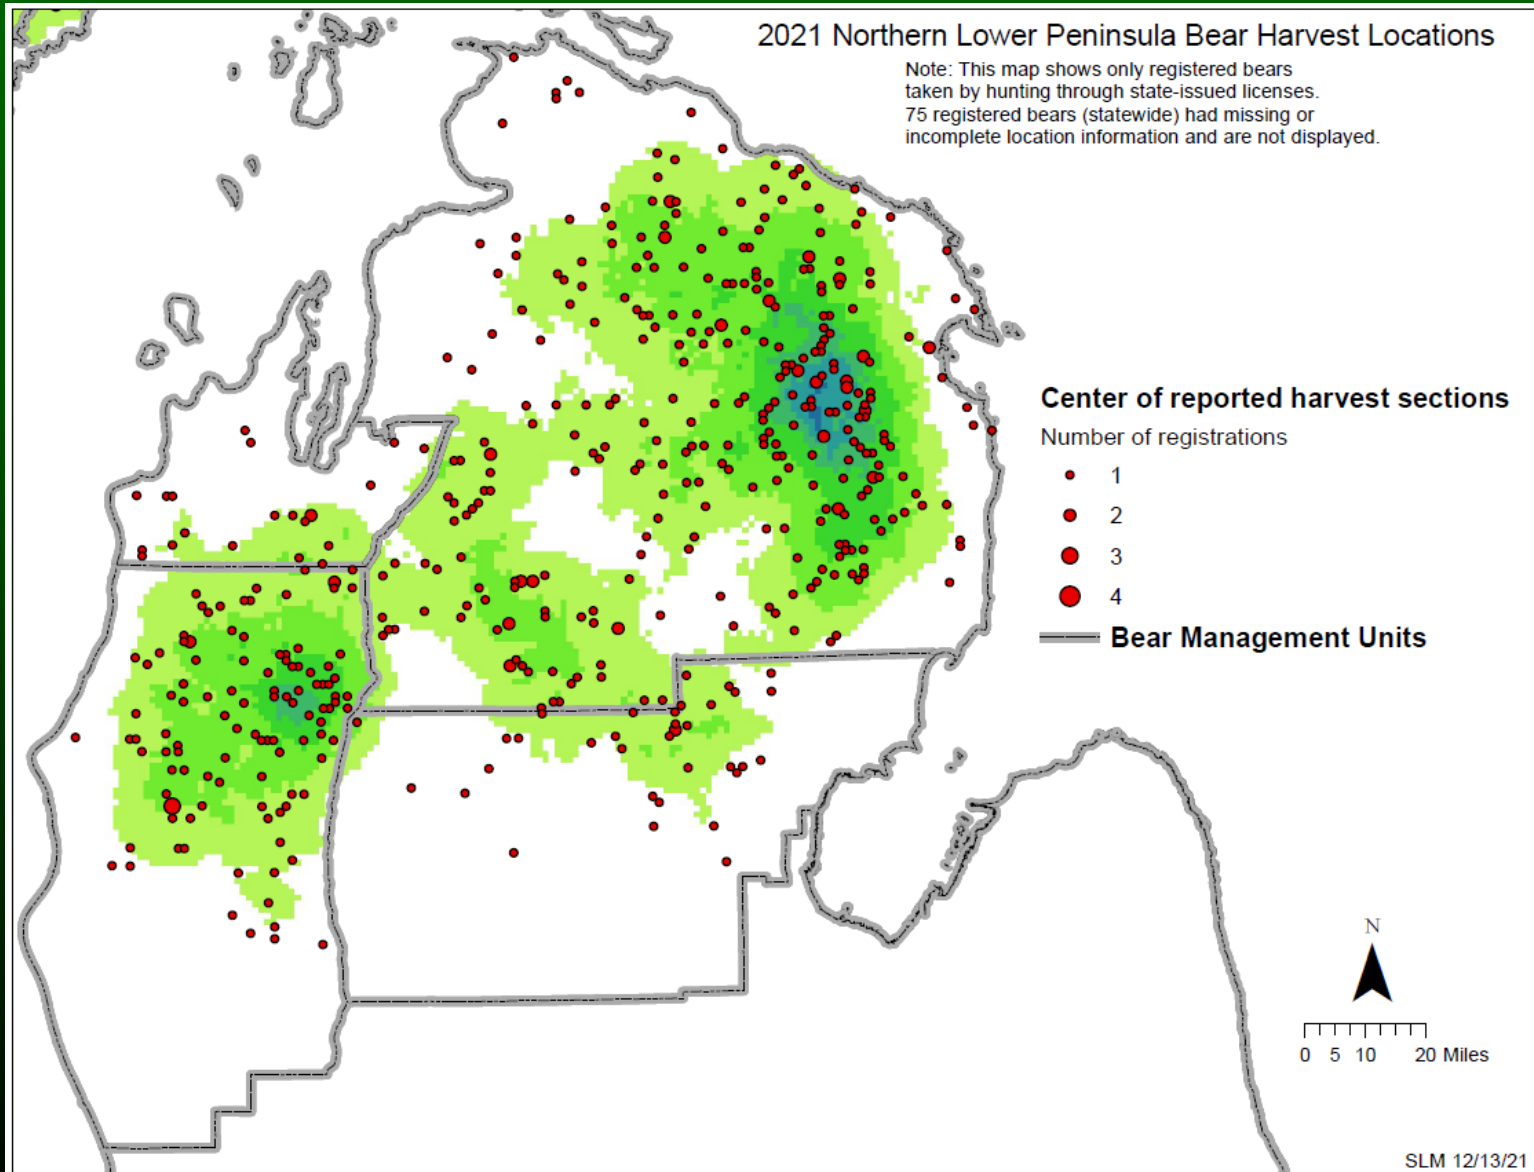 2021 Northern Lower Peninsula Bear Harvest Locations
Note: This map shows only registered bears
taken by hunting through state-issued licenses.
75 registered bears (statewide) had missing or
incomplete location information and are not displayed.
Center of reported harvest sections
Number of registrations
1
2
3
4
Bear Management Units
N
0 5 10 20 Miles
SLM 12/13/21